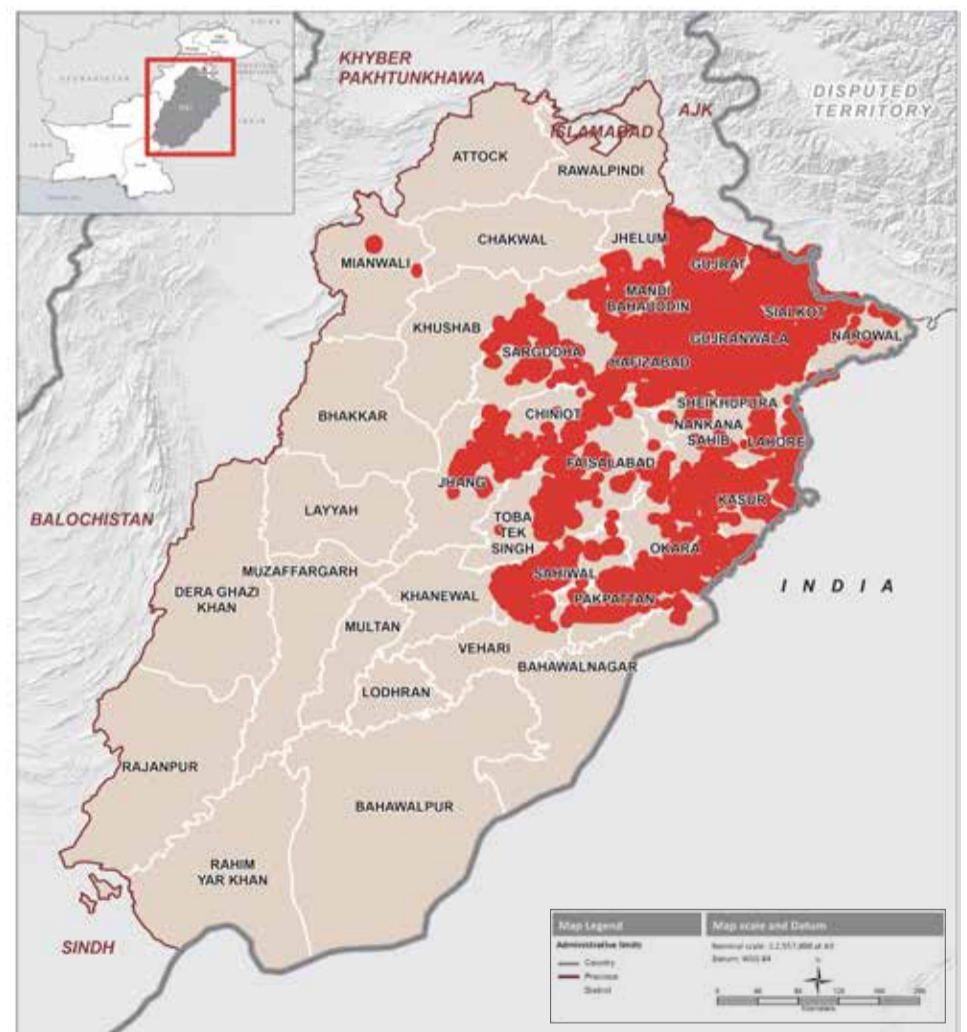 KHYBER
PAKHTUNKHAWA
DISPUTED
TERRITORY
AJK
ISLAMABAD
ATTOCK
RAWALPINDI
CHAKWAL
JHELUM
MIANWALI
GUJRAT
MANDI
BAHAUDDIN
SIALKOT
KHUSHAB
GUJRANWALA
NAROWAL
SARGODHA
HAFIZABAD
SHEIKHUPURA
BHAKKAR
CHINIOT
NANKANA
SAHIB
LAHORE
FAISALABAD
JHANG
KASUR
LAYYAH
BALOCHISTAN
TOBA
TEK
SINGH
OKARA
MUZAFFARGARH
SAHIWAL
DERA GHAZI
KHAN
KHANEWAL
PAKPATTAN
INDIA
MULTAN
VEHARI
BAHAWALNAGAR
LODHRAN
RAJANPUR
BAHAWALPUR
RAHIM
YAR KHAN
SINDH
Map Legend
Administrative limits
Country
Province
District
Map scale and Datum
Kilometers